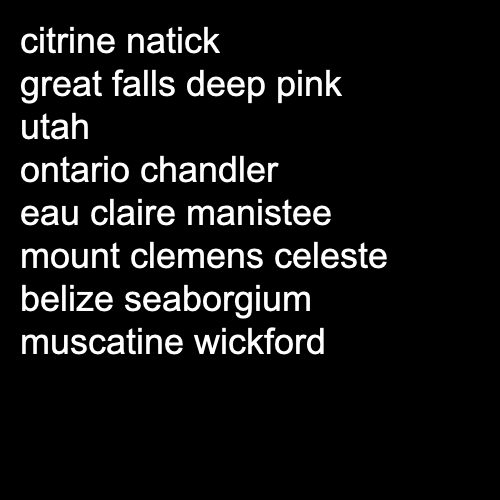 citrine natick
great falls deep pink
utah
ontario chandler
eau claire manistee
mount clemens celeste
belize seaborgium
muscatine wickford